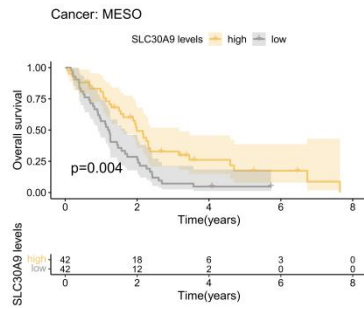 Cancer: MESO
SLC30A9 levels high low
Overall survival
1.00
0.75
0.50
0.25
0.00
p=0.004
0 2 4 6 8
Time(years)
SLC30A9 levels
high 42 18 6 3 0
low 42 12 2 0 0
0 2 4 6 8
Time(years)